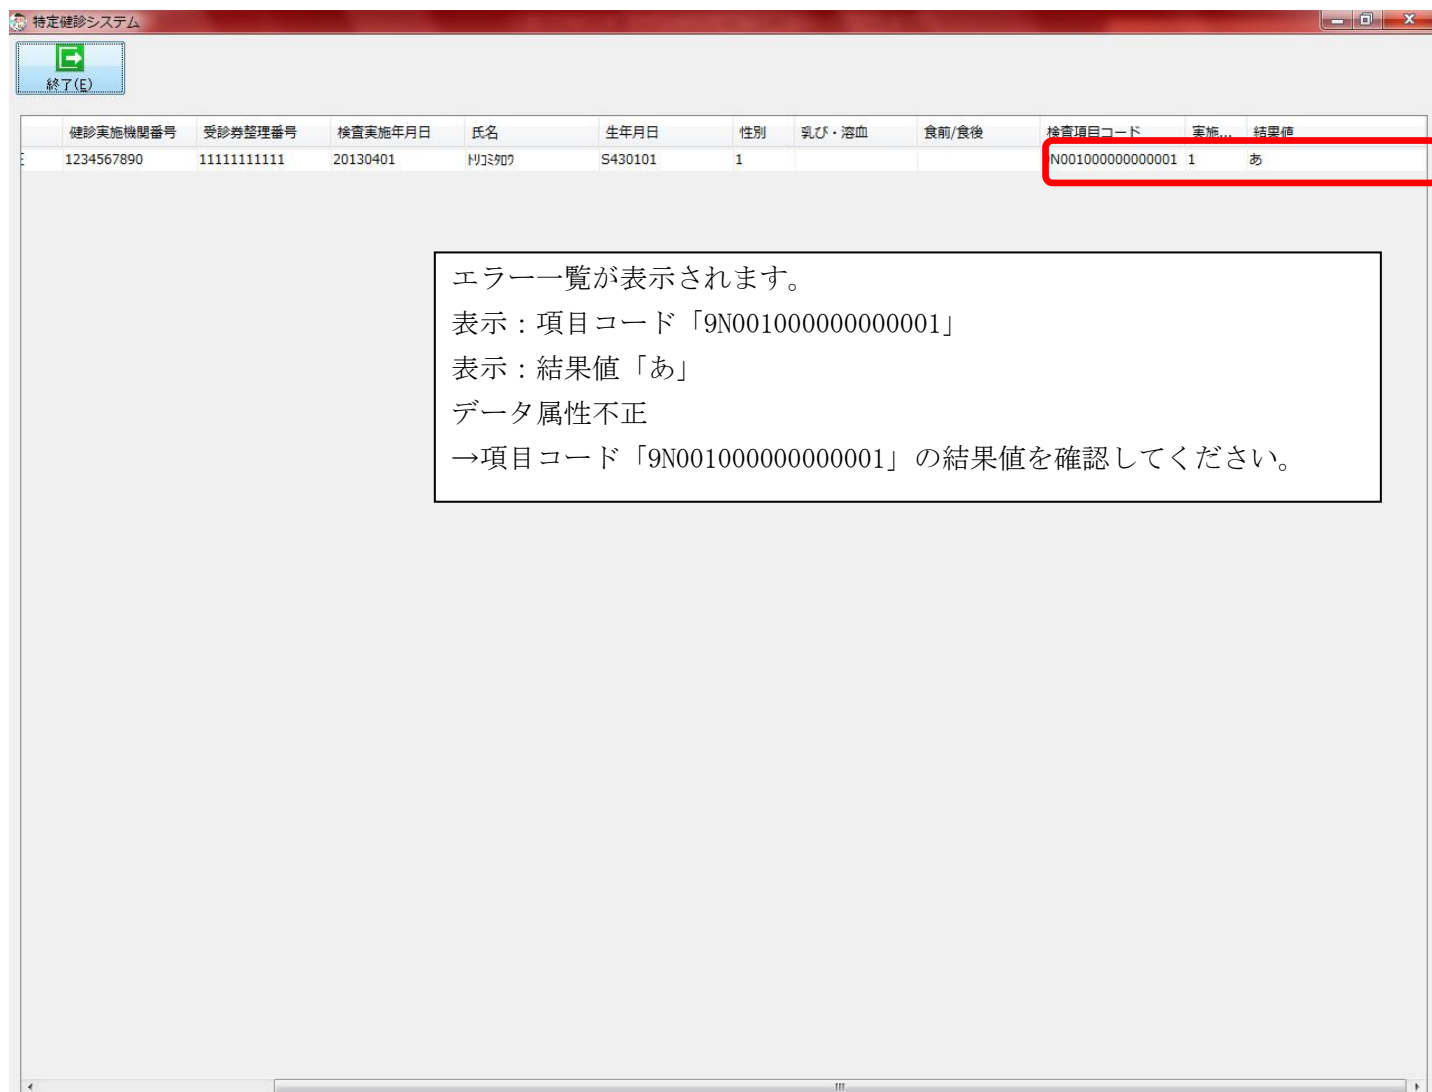 特定健診システム
終了(E)
健診実施機関番号 受診券整理番号 検査実施年月日 氏名 生年月日 性別 乳び・溶血 食前/食後 検査項目コード 実施... 結果値
1234567890 11111111111 20130401 ﾄﾘｺﾐﾀﾛｳ S430101 1 9N001000000000001 1 あ
エラー一覧が表示されます。
表示：項目コード「9N001000000000001」
表示：結果値「あ」
データ属性不正
→項目コード「9N001000000000001」の結果値を確認してください。